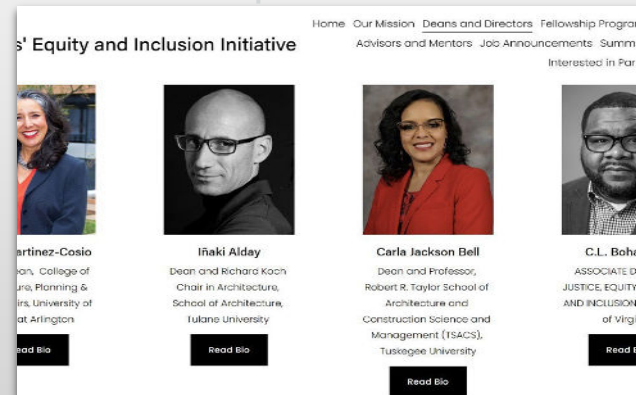 Home Our Mission Deans and Directors Fellowship Progra
s' Equity and Inclusion Initiative
Advisors and Mentors Job Announcements Summ
Interested in Par
artinez-Cosio
ean, College of
ure, Planning &
irs, University of
at Arlington
ead Bio
Iñaki Alday
Dean and Richard Koch
Chair in Architecture,
School of Architecture,
Tulane University
Read Bio
Carla Jackson Bell
Dean and Professor,
Robert R. Taylor School of
Architecture and
Construction Science and
Management (TSACS),
Tuskegee University
Read Bio
C.L. Boha
ASSOCIATE D
JUSTICE, EQUITY
AND INCLUSION
of Virgi
Read B